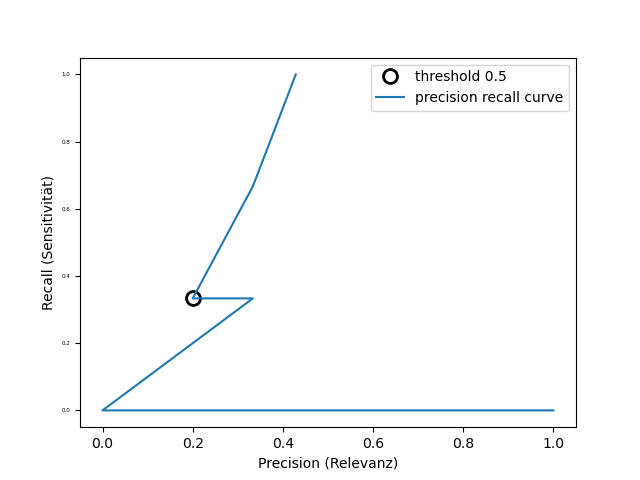 threshold 0.5
precision recall curve
1.0
0.8
0.6
0.4
0.2
0.0
Recall (Sensitivität)
0.0 0.2 0.4 0.6 0.8 1.0
Precision (Relevanz)